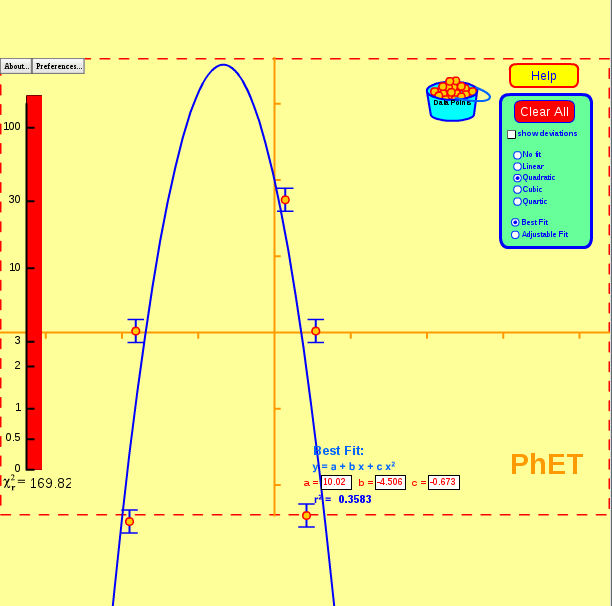 About... Preferences...
Help
Data Points
Clear All
show deviations
No fit
Linear
Quadratic
Cubic
Quartic
Best Fit
Adjustable Fit
100
30
10
3
2
1
0.5
0
χr² = 169.82
Best Fit:
y = a + b x + c x²
a = 10.02 b = -4.506 c = -0.673
r² = 0.3583
PhET